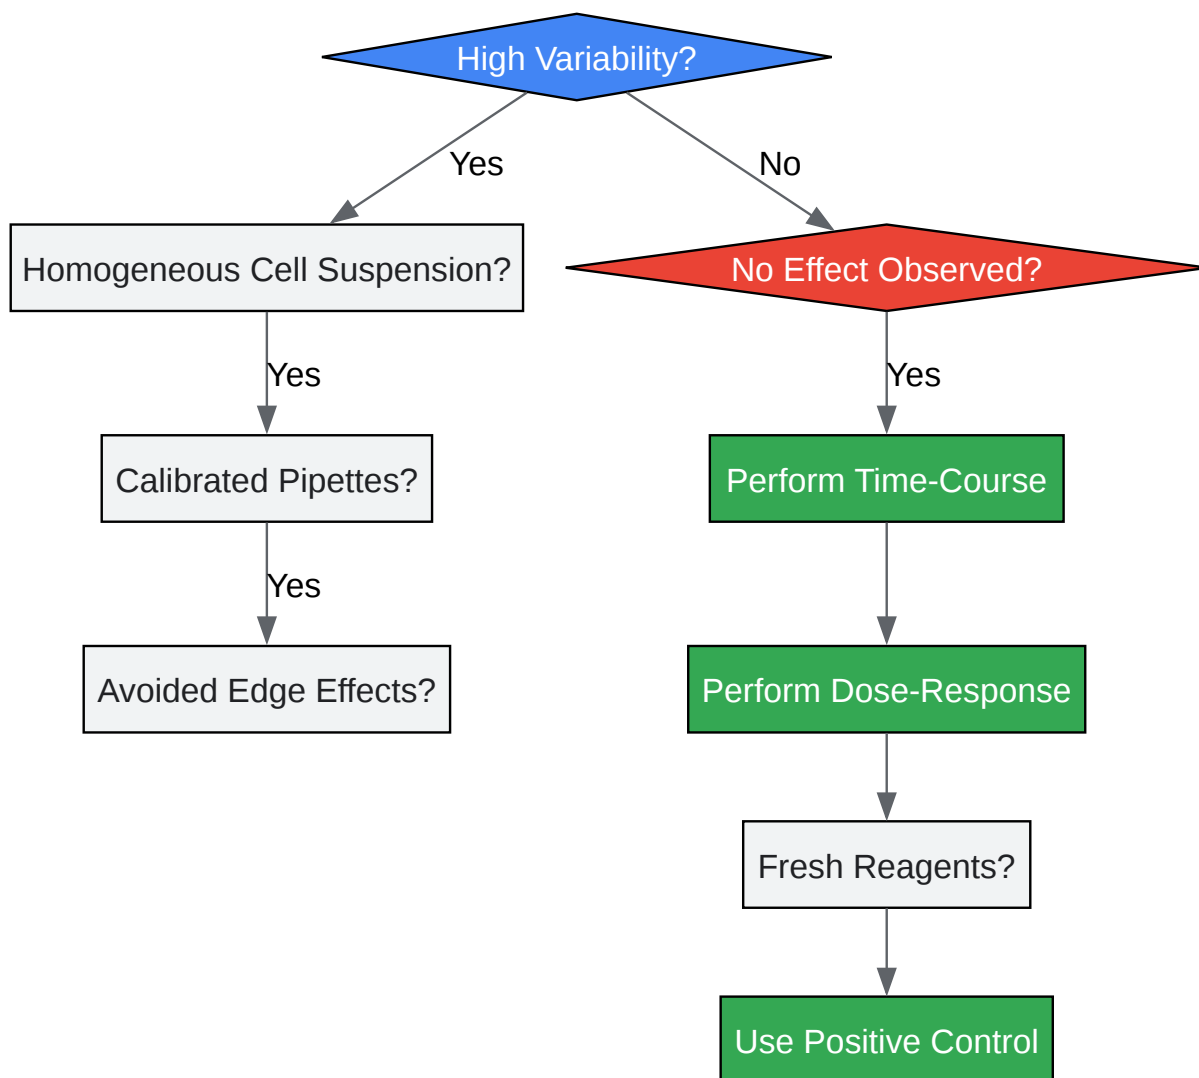 High Variability?
Yes
No
Homogeneous Cell Suspension?
No Effect Observed?
Yes
Yes
Calibrated Pipettes?
Perform Time-Course
Yes
Avoided Edge Effects?
Perform Dose-Response
Fresh Reagents?
Use Positive Control